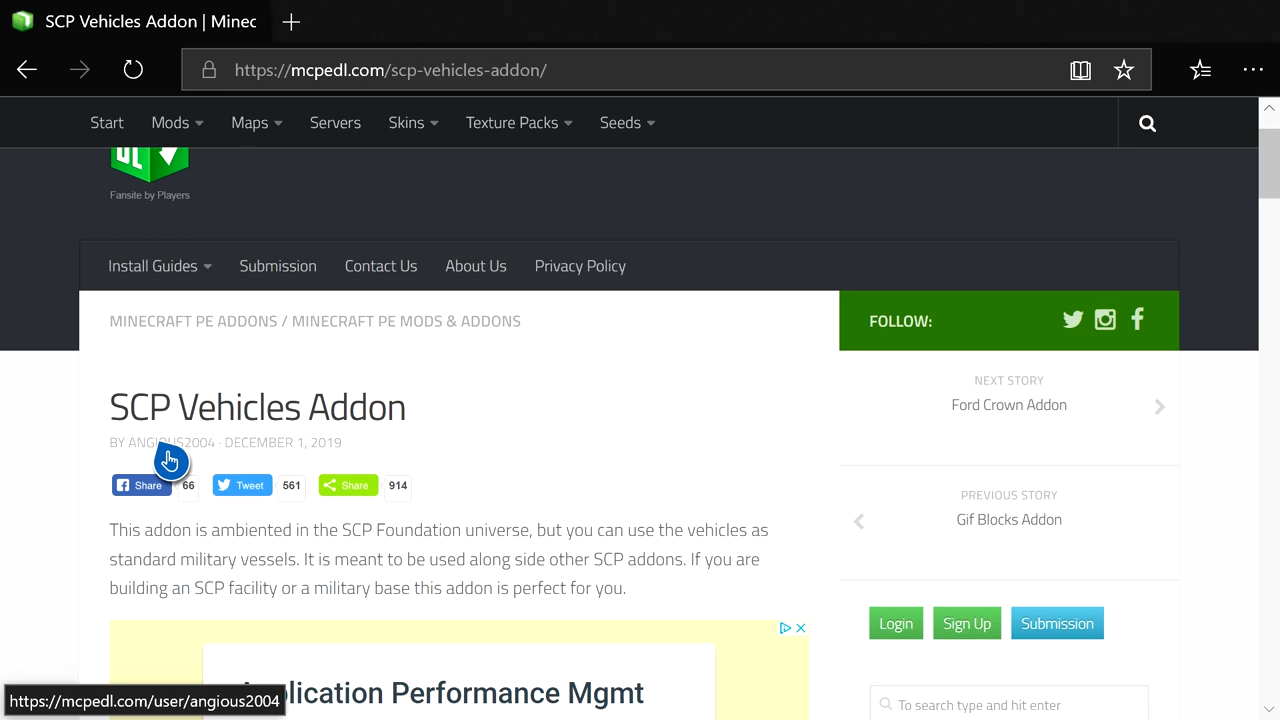 SCP Vehicles Addon | Minec
https://mcpedl.com/scp-vehicles-addon/
Start Mods Maps Servers Skins Texture Packs Seeds
Fansite by Players
Install Guides Submission Contact Us About Us Privacy Policy
MINECRAFT PE ADDONS / MINECRAFT PE MODS & ADDONS
FOLLOW:
NEXT STORY
Ford Crown Addon
SCP Vehicles Addon
BY ANGIOUS2004 · DECEMBER 1, 2019
Share 66 Tweet 561 Share 914
PREVIOUS STORY
Gif Blocks Addon
This addon is ambiented in the SCP Foundation universe, but you can use the vehicles as
standard military vessels. It is meant to be used along side other SCP addons. If you are
building an SCP facility or a military base this addon is perfect for you.
Login Sign Up Submission
Application Performance Mgmt
To search type and hit enter
https://mcpedl.com/user/angious2004